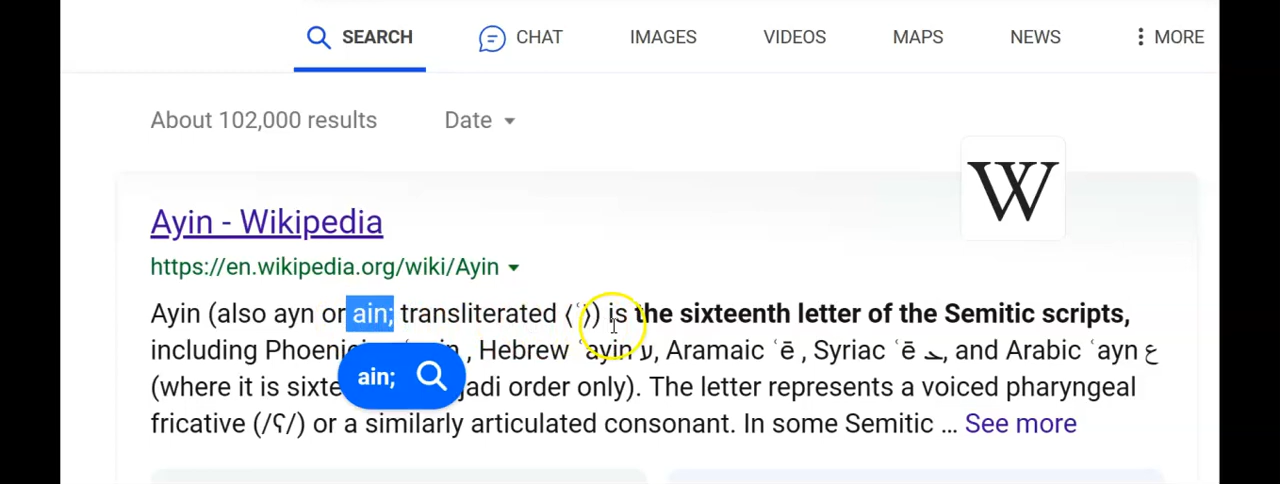 SEARCH CHAT IMAGES VIDEOS MAPS NEWS MORE
About 102,000 results Date
W
Ayin - Wikipedia
https://en.wikipedia.org/wiki/Ayin
Ayin (also ayn or ain; transliterated ⟨ʿ⟩) is the sixteenth letter of the Semitic scripts,
including , Hebrew ʿayin ע, Aramaic ʿē , Syriac ʿē ܥ, and Arabic ʿayn ع
ain;
(where it is order only). The letter represents a voiced pharyngeal
fricative (/ʕ/) or a similarly articulated consonant. In some Semitic ... See more